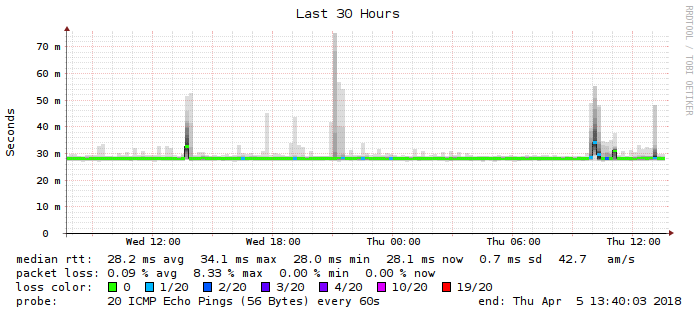 Last 30 Hours
RRDTOOL / TOBI OETIKER
Seconds
70 m
60 m
50 m
40 m
30 m
20 m
10 m
0
Wed 12:00 Wed 18:00 Thu 00:00 Thu 06:00 Thu 12:00
median rtt: 28.2 ms avg 34.1 ms max 28.0 ms min 28.1 ms now 0.7 ms sd 42.7 am/s
packet loss: 0.09 % avg 8.33 % max 0.00 % min 0.00 % now
loss color: 0 1/20 2/20 3/20 4/20 10/20 19/20
probe: 20 ICMP Echo Pings (56 Bytes) every 60s end: Thu Apr 5 13:40:03 2018